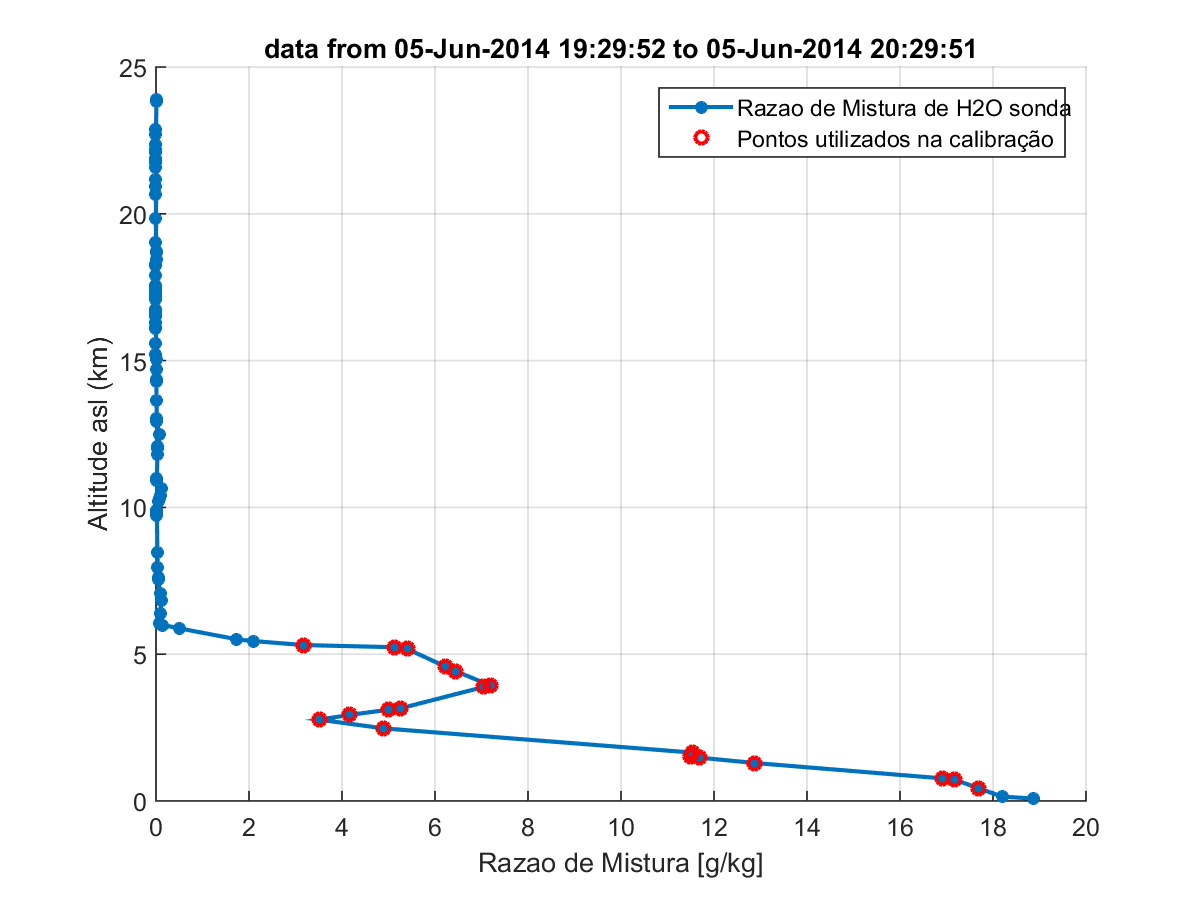 data from 05-Jun-2014 19:29:52 to 05-Jun-2014 20:29:51
Razao de Mistura de H2O sonda
Pontos utilizados na calibração
Altitude asl (km)
25
20
15
10
5
0
0 2 4 6 8 10 12 14 16 18 20
Razao de Mistura [g/kg]